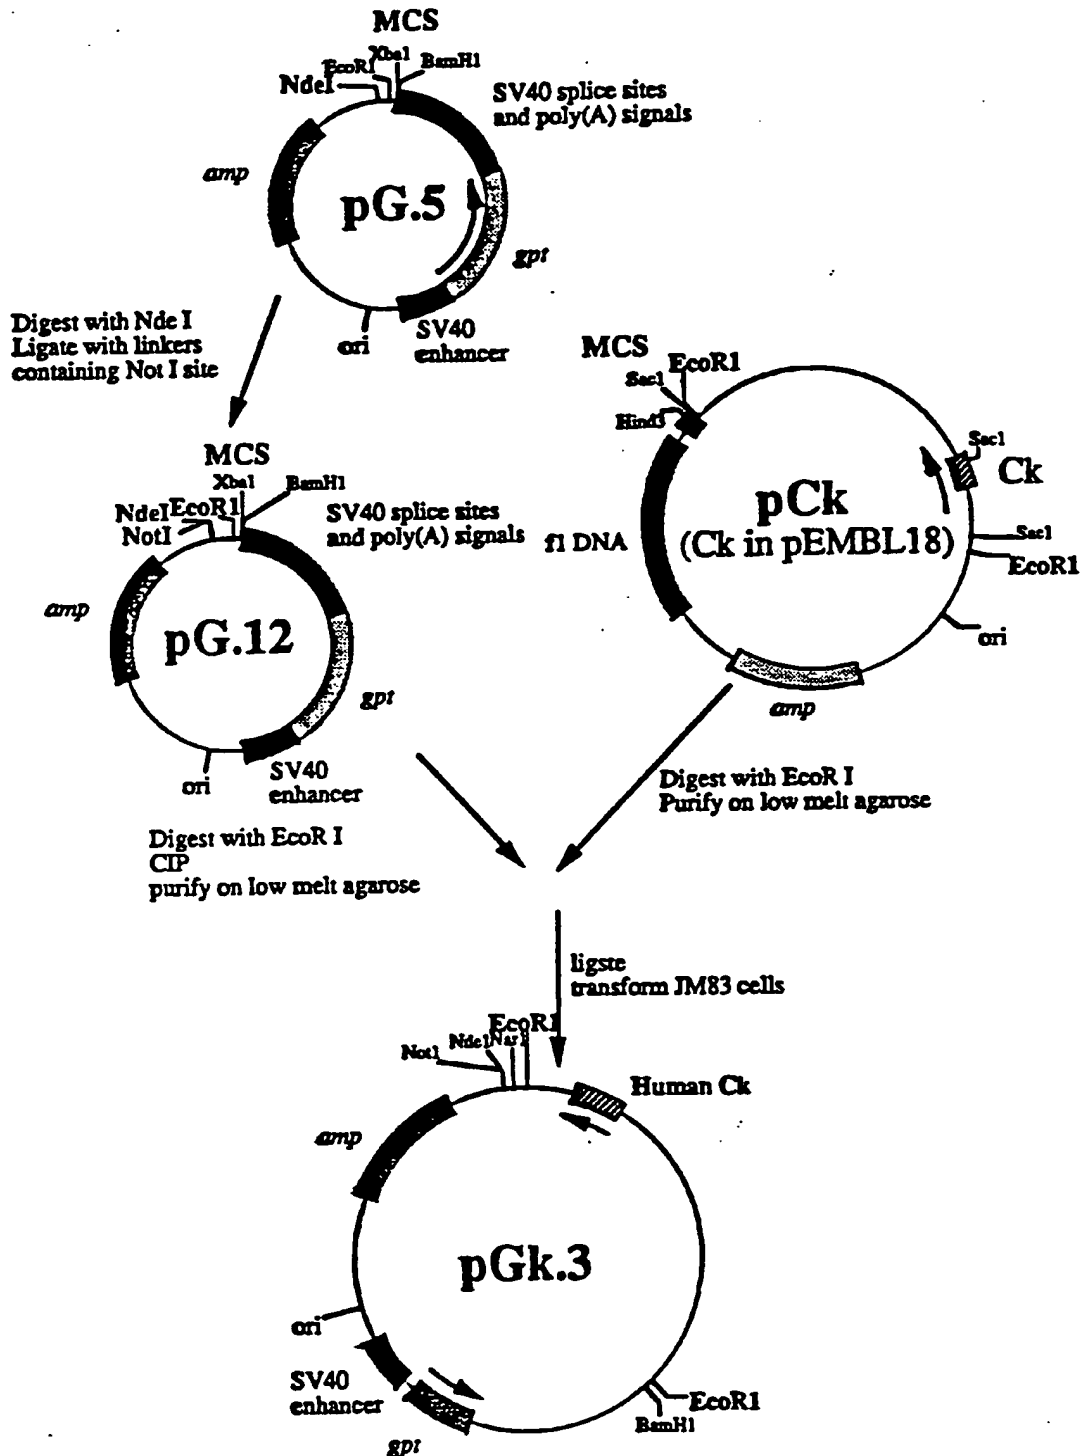 MCS
Xba1
EcoR1
BamH1
NdeI
SV40 splice sites
and poly(A) signals
amp
pG.5
gpt
ori
SV40
enhancer
Digest with Nde I
Ligate with linkers
containing Not I site
MCS
EcoR1
Sac1
Hind3
Sac1
Ck
pCk
(Ck in pEMBL18)
f1 DNA
Sac1
EcoR1
ori
amp
MCS
Xba1
BamH1
NdeI
EcoR1
NotI
SV40 splice sites
and poly(A) signals
amp
pG.12
gpt
ori
SV40
enhancer
Digest with EcoR I
CIP
purify on low melt agarose
Digest with EcoR I
Purify on low melt agarose
ligste
transform JM83 cells
EcoR1
Nde1
Nar1
Not1
Human Ck
amp
pGk.3
ori
SV40
enhancer
gpt
EcoR1
BamH1